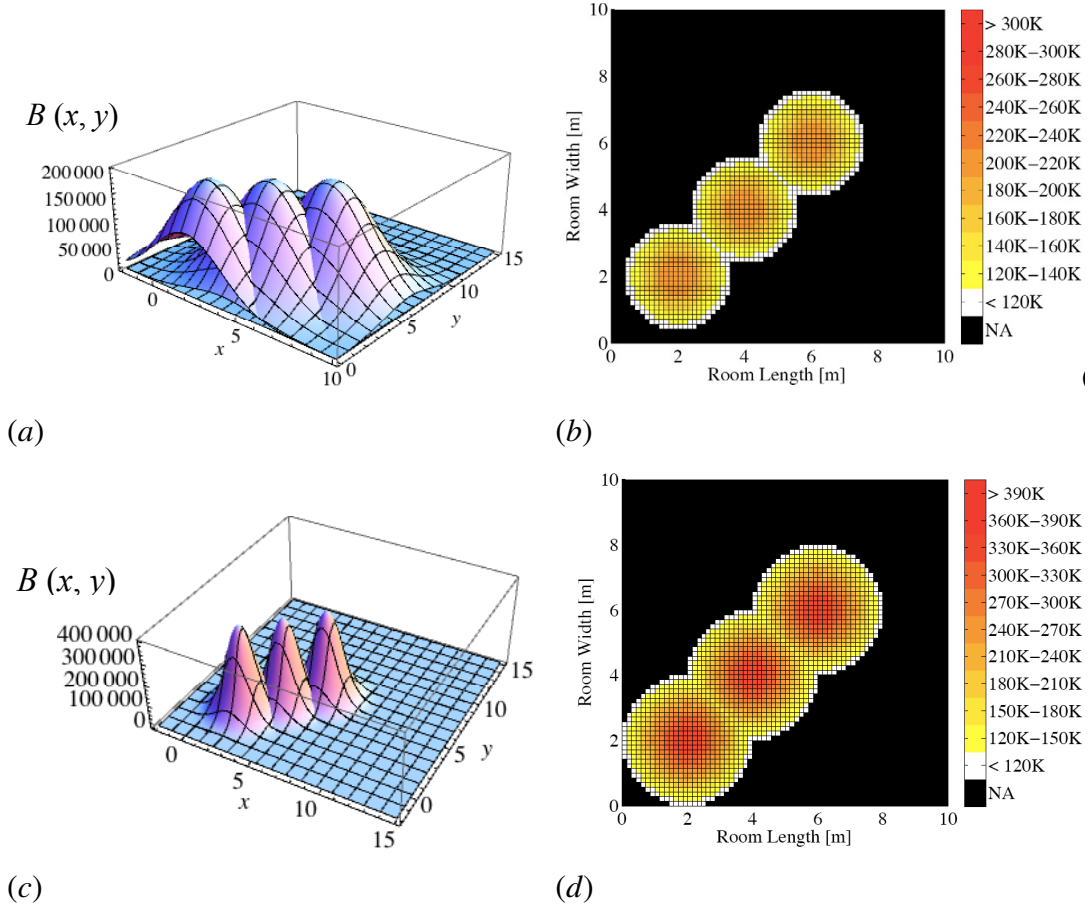 B (x, y)
200 000
150 000
100 000
50 000
0
0
5
10
x
0
5
10
15
y
(a)
10
8
6
4
2
0
2
4
6
8
10
Room Width [m]
Room Length [m]
> 300K
280K–300K
260K–280K
240K–260K
220K–240K
200K–220K
180K–200K
160K–180K
140K–160K
120K–140K
< 120K
NA
(b)
B (x, y)
400 000
300 000
200 000
100 000
0
0
5
10
15
x
0
5
10
15
y
(c)
10
8
6
4
2
0
0
2
4
6
8
10
Room Width [m]
Room Length [m]
> 390K
360K–390K
330K–360K
300K–330K
270K–300K
240K–270K
210K–240K
180K–210K
150K–180K
120K–150K
< 120K
NA
(d)